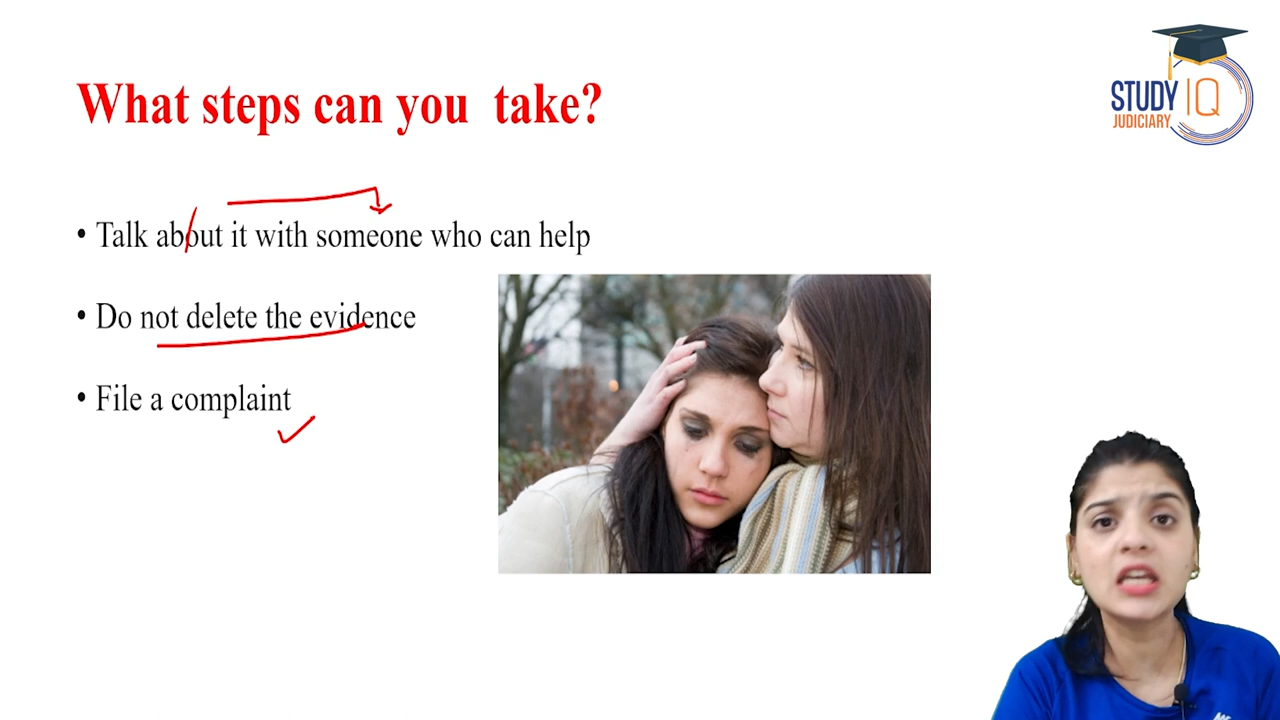 What steps can you take?
STUDY IQ
JUDICIARY
• Talk about it with someone who can help
• Do not delete the evidence
• File a complaint